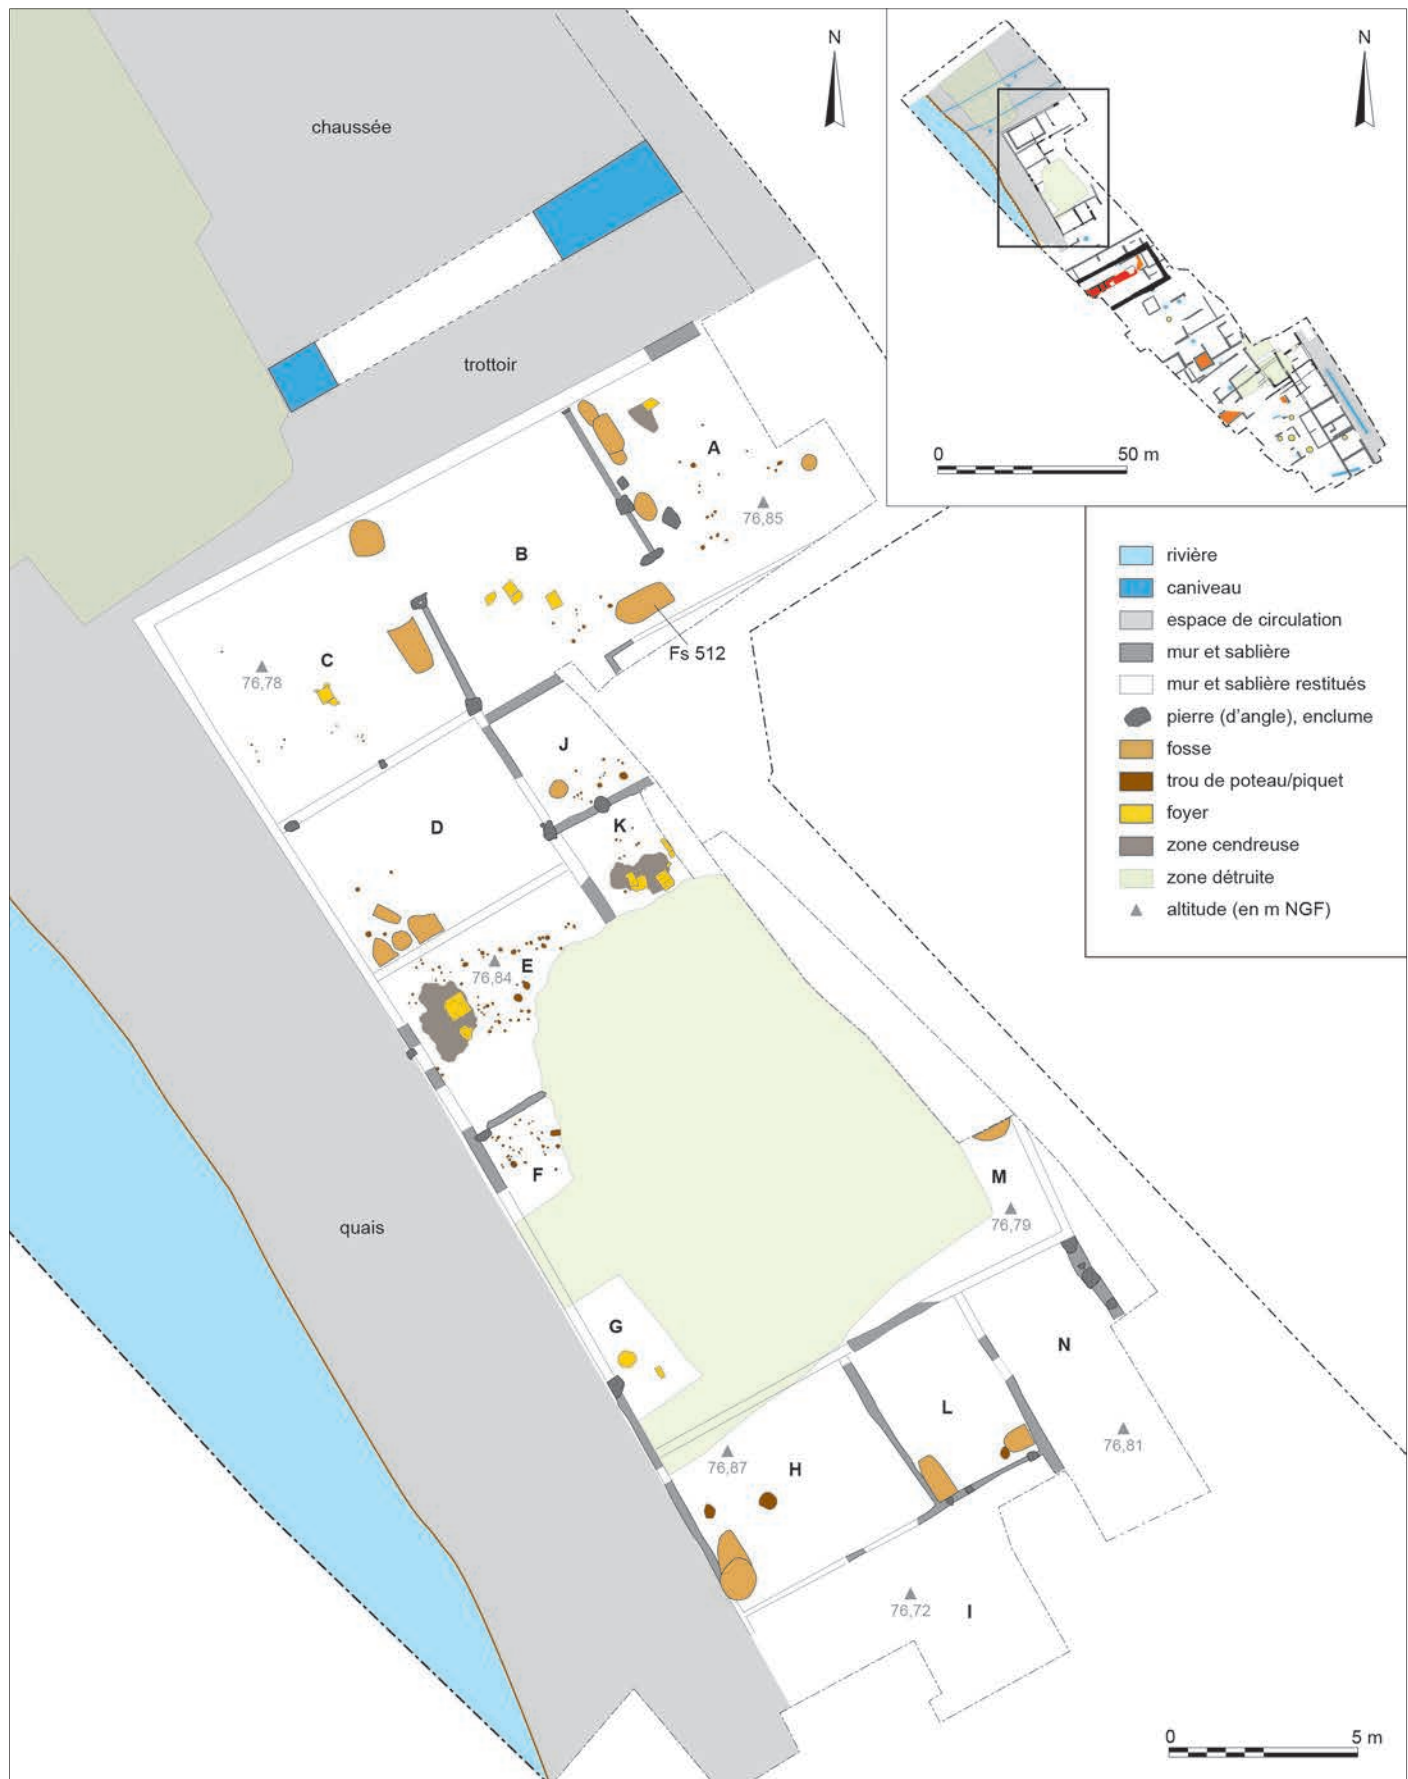 N
N
chaussée
0
50 m
trottoir
A
76,85
B
Fs 512
C
76,78
rivière
caniveau
espace de circulation
mur et sablière
mur et sablière restitués
pierre (d'angle), enclume
fosse
trou de poteau/piquet
foyer
zone cendreuse
zone détruite
altitude (en m NGF)
J
D
K
76,84
E
F
M
76,79
quais
G
N
L
76,81
76,87
H
76,72
I
0
5 m